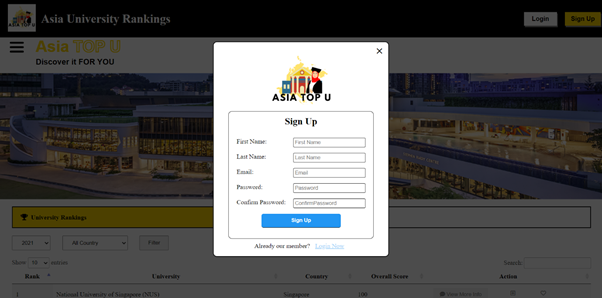 Asia University Rankings
Login
Sign Up
Asia TOP U
Discover it FOR YOU
×
ASIA TOP U
Sign Up
First Name:
First Name
Last Name:
Last Name
Email:
Email
Password:
Password
Confirm Password:
ConfirmPassword
Sign Up
Already our member? Login Now
University Rankings
2021
All Country
Filter
Show 10 entries
Search:
Rank University Country Overall Score Action
1 National University of Singapore (NUS) Singapore 100 View More Info